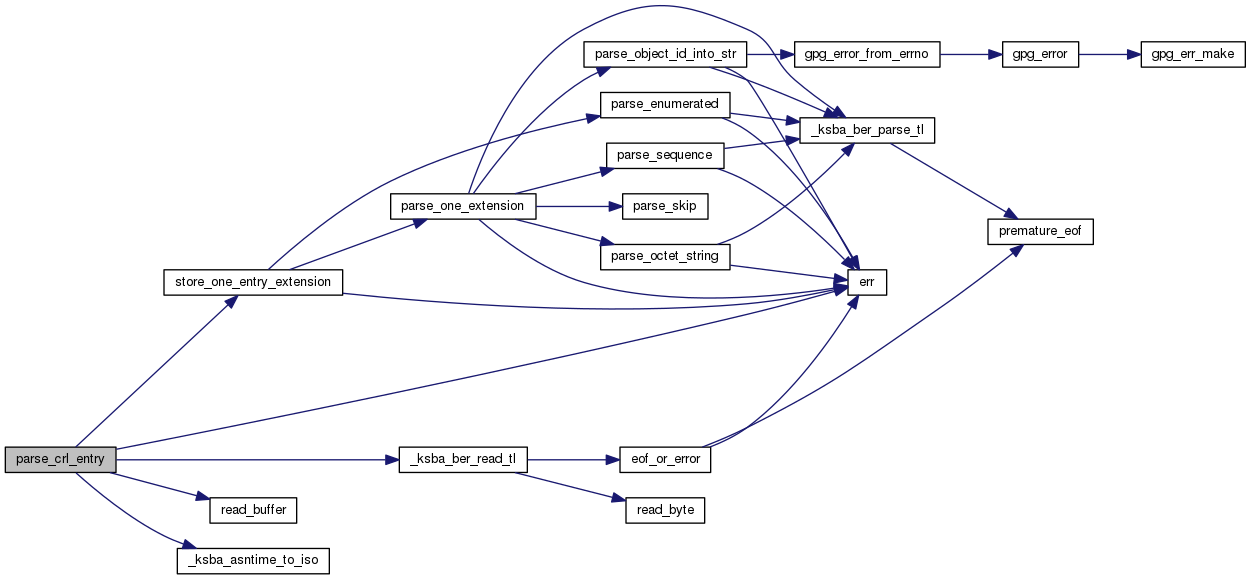 parse_object_id_into_str
gpg_error_from_errno
gpg_error
gpg_err_make
parse_enumerated
_ksba_ber_parse_tl
parse_sequence
parse_one_extension
parse_skip
premature_eof
parse_octet_string
store_one_entry_extension
err
parse_crl_entry
_ksba_ber_read_tl
eof_or_error
read_buffer
read_byte
_ksba_asntime_to_iso